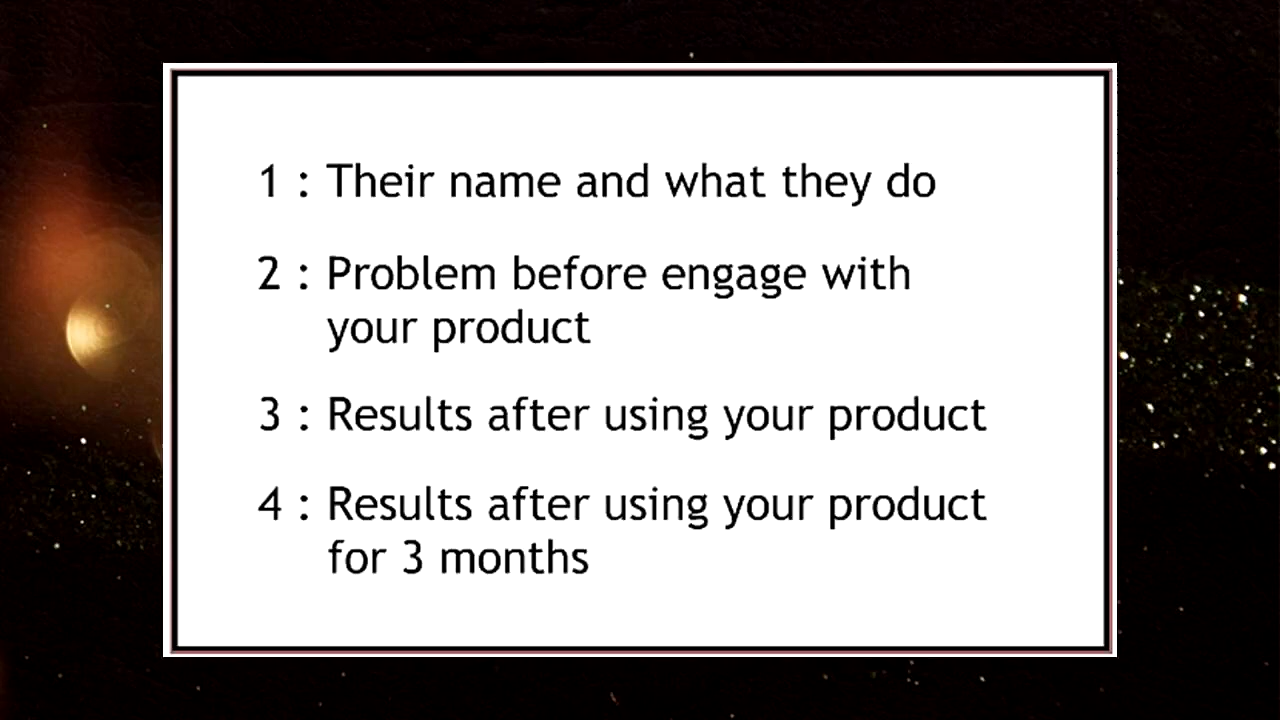 1 : Their name and what they do
2 : Problem before engage with
your product
3 : Results after using your product
4 : Results after using your product
for 3 months